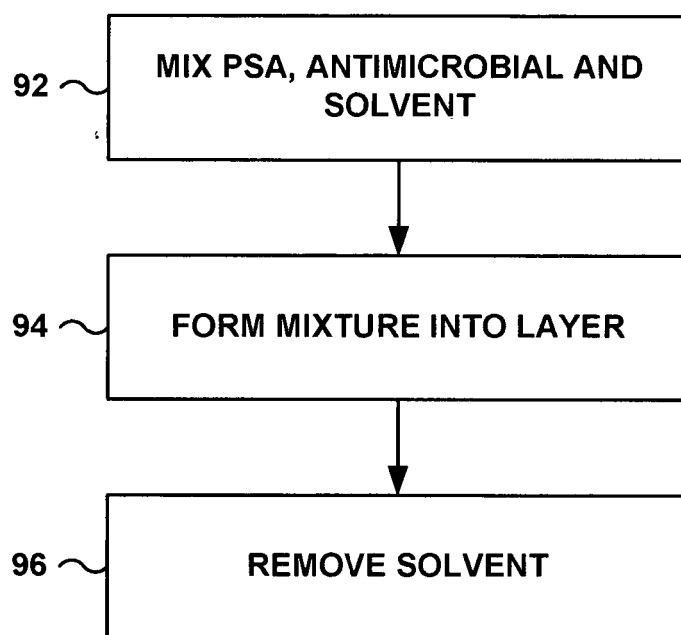 92
MIX PSA, ANTIMICROBIAL AND
SOLVENT
94
FORM MIXTURE INTO LAYER
96
REMOVE SOLVENT